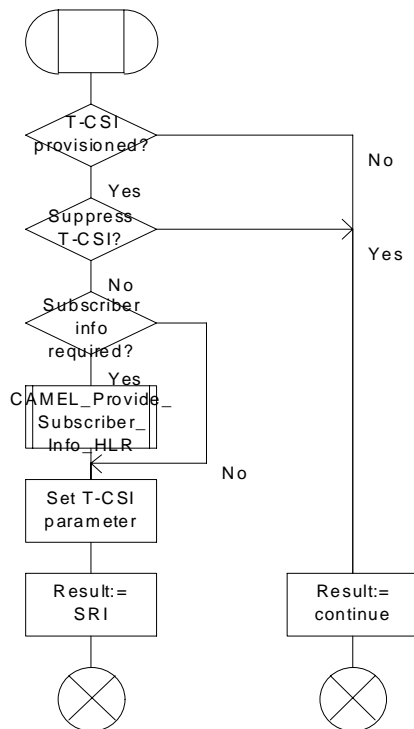 T-CSI
provisioned?
No
Yes
Suppress
T-CSI?
Yes
No
Subscriber
info
required?
Yes
CAMEL_Provide_
Subscriber_
Info_HLR
No
Set T-CSI
parameter
Result:=
SRI
Result:=
continue